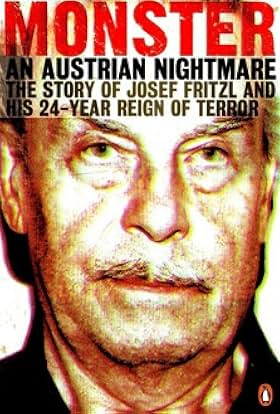 MONSTER
AN AUSTRIAN NIGHTMARE
THE STORY OF JOSEF FRITZL AND
HIS 24-YEAR REIGN OF TERROR